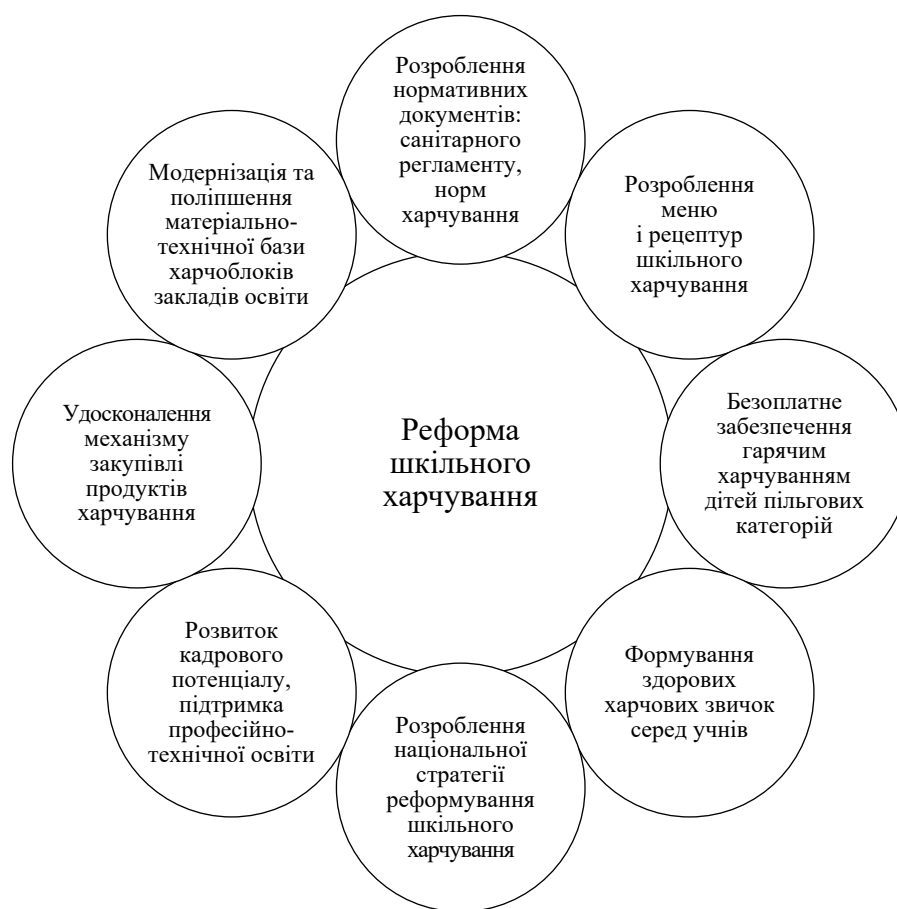 Розроблення
нормативних
документів:
санітарного
регламенту,
норм
харчування
Розроблення
меню
і рецептур
шкільного
харчування
Безоплатне
забезпечення
гарячим
харчуванням
дітей пільгових
категорій
Формування
здорових
харчових звичок
серед учнів
Розроблення
національної
стратегії
реформування
шкільного
харчування
Розвиток
кадрового
потенціалу,
підтримка
професійно-
технічної освіти
Удосконалення
механізму
закупівлі
продуктів
харчування
Модернізація та
поліпшення
матеріально-
технічної бази
харчоблоків
закладів освіти
Реформа
шкільного
харчування